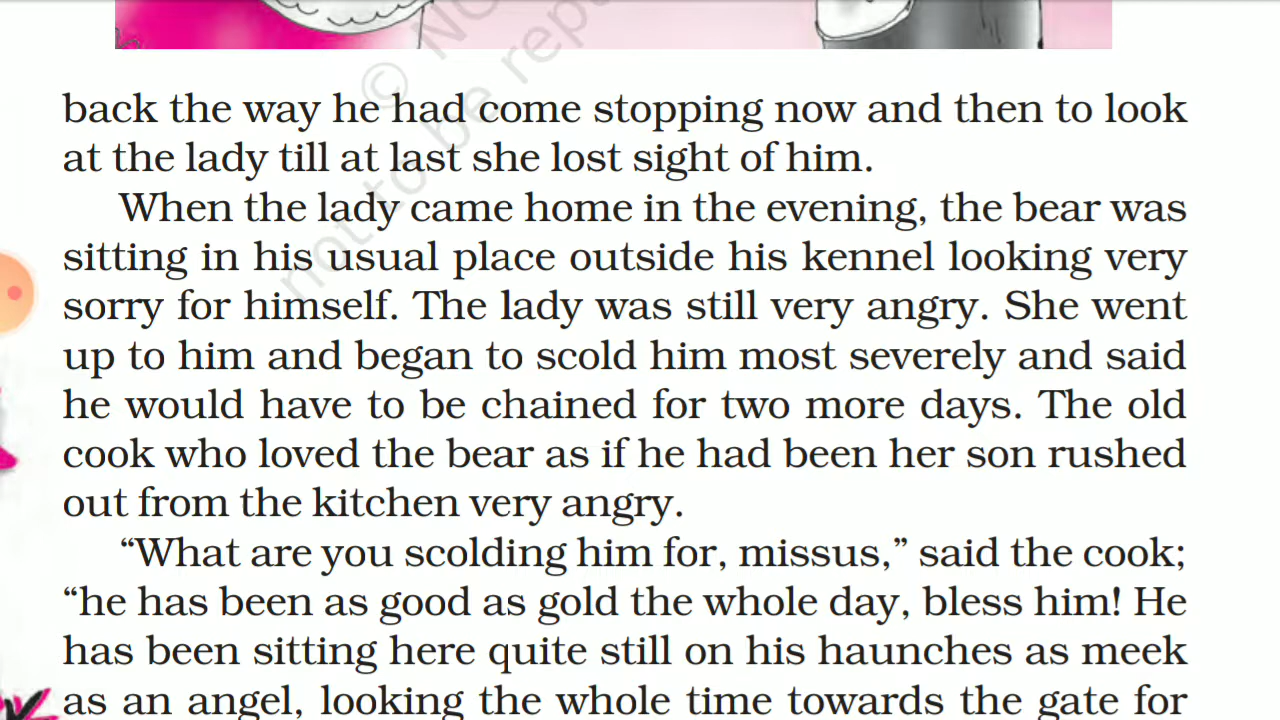 back the way he had come stopping now and then to look
at the lady till at last she lost sight of him.
When the lady came home in the evening, the bear was
sitting in his usual place outside his kennel looking very
sorry for himself. The lady was still very angry. She went
up to him and began to scold him most severely and said
he would have to be chained for two more days. The old
cook who loved the bear as if he had been her son rushed
out from the kitchen very angry.
“What are you scolding him for, missus,” said the cook;
“he has been as good as gold the whole day, bless him! He
has been sitting here quite still on his haunches as meek
as an angel, looking the whole time towards the gate for
not to be